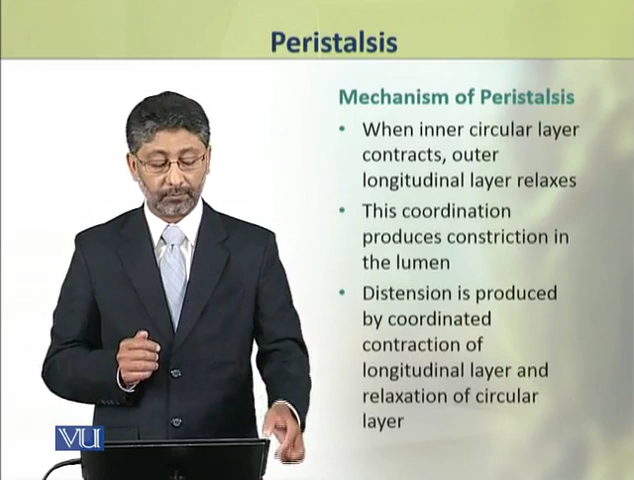 Peristalsis
Mechanism of Peristalsis
• When inner circular layer
contracts, outer
longitudinal layer relaxes
• This coordination
produces constriction in
the lumen
• Distension is produced
by coordinated
contraction of
longitudinal layer and
relaxation of circular
layer
VU